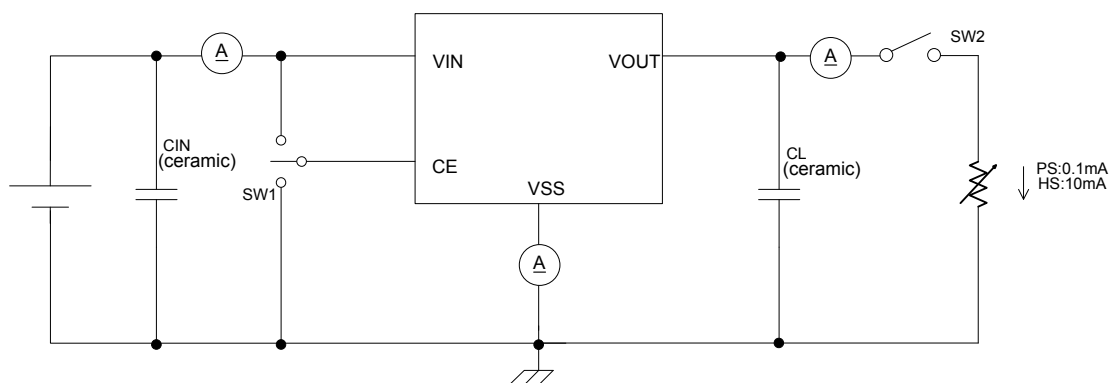 A
VIN
VOUT
A
SW2
CIN
(ceramic)
SW1
CE
VSS
CL
(ceramic)
PS:0.1mA
HS:10mA
A